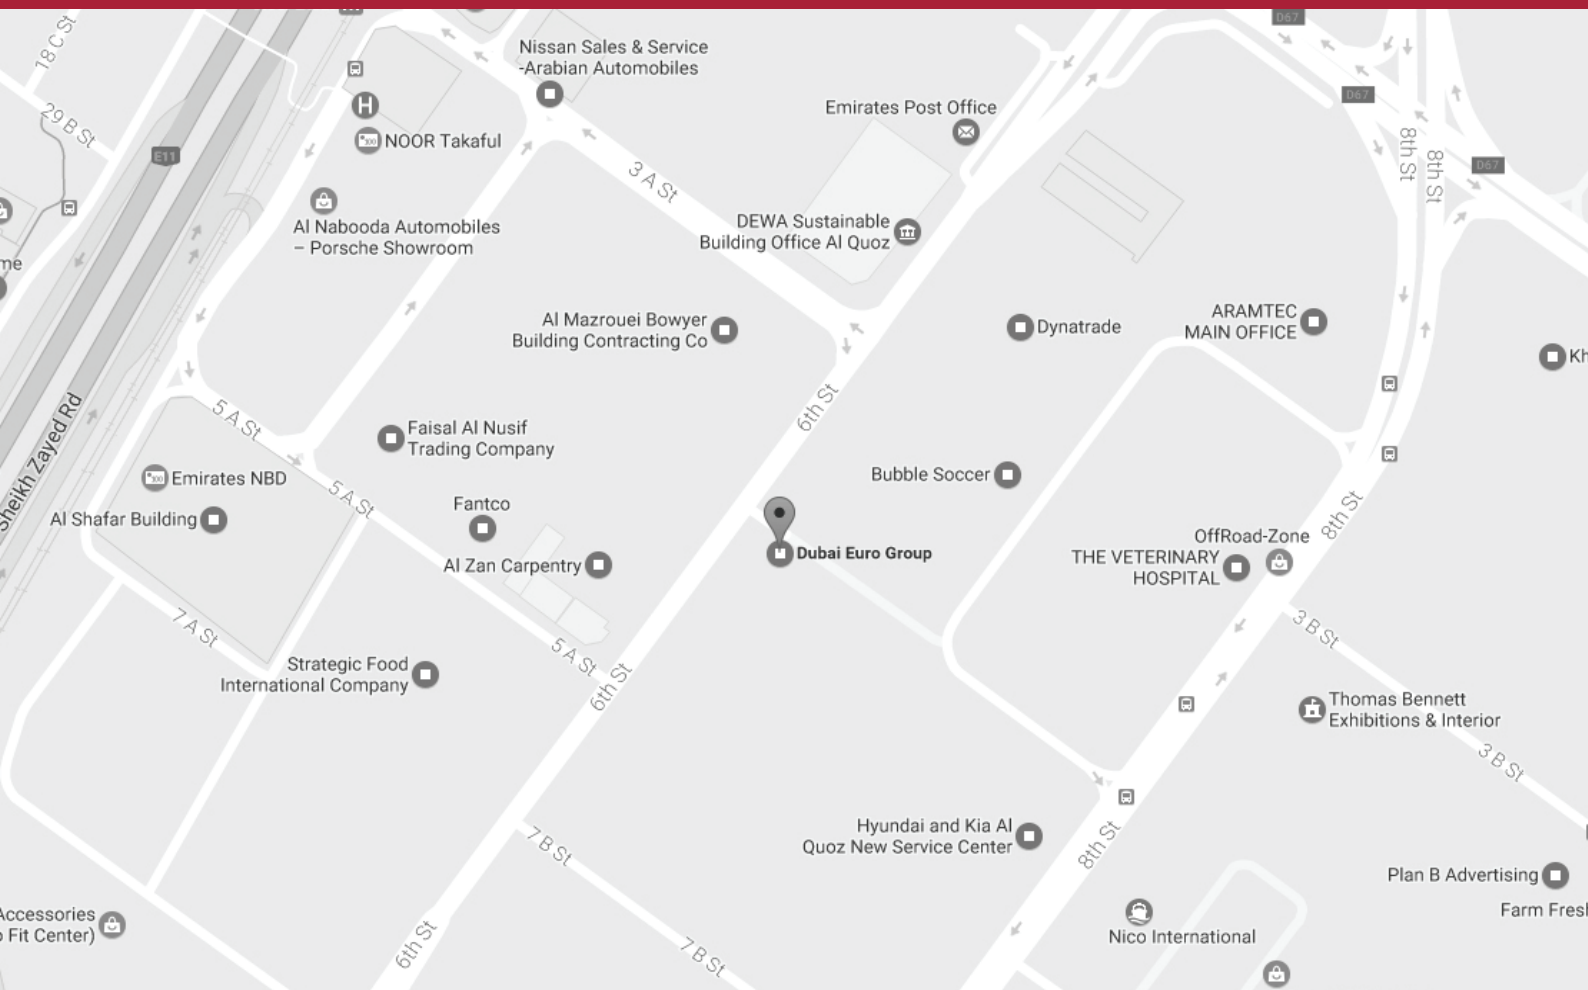 18 C St
29 B St
E11
me
Sheikh Zayed Rd
H
300
NOOR Takaful
Nissan Sales & Service
-Arabian Automobiles
Al Nabooda Automobiles
– Porsche Showroom
3 A St
Emirates Post Office
DEWA Sustainable
Building Office Al Quoz
D67
D67
D67
8th St
8th St
Al Mazrouei Bowyer
Building Contracting Co
Dynatrade
ARAMTEC
MAIN OFFICE
Kh
6th St
5 A St
Faisal Al Nusif
Trading Company
300
Emirates NBD
5 A St
Al Shafar Building
Fantco
Al Zan Carpentry
Bubble Soccer
Dubai Euro Group
8th St
OffRoad-Zone
THE VETERINARY
HOSPITAL
7 A St
3 B St
5 A St
6th St
Strategic Food
International Company
Thomas Bennett
Exhibitions & Interior
3 B St
7 B St
Hyundai and Kia Al
Quoz New Service Center
8th St
Plan B Advertising
Farm Fresh
Accessories
o Fit Center)
6th St
7 B St
Nico International